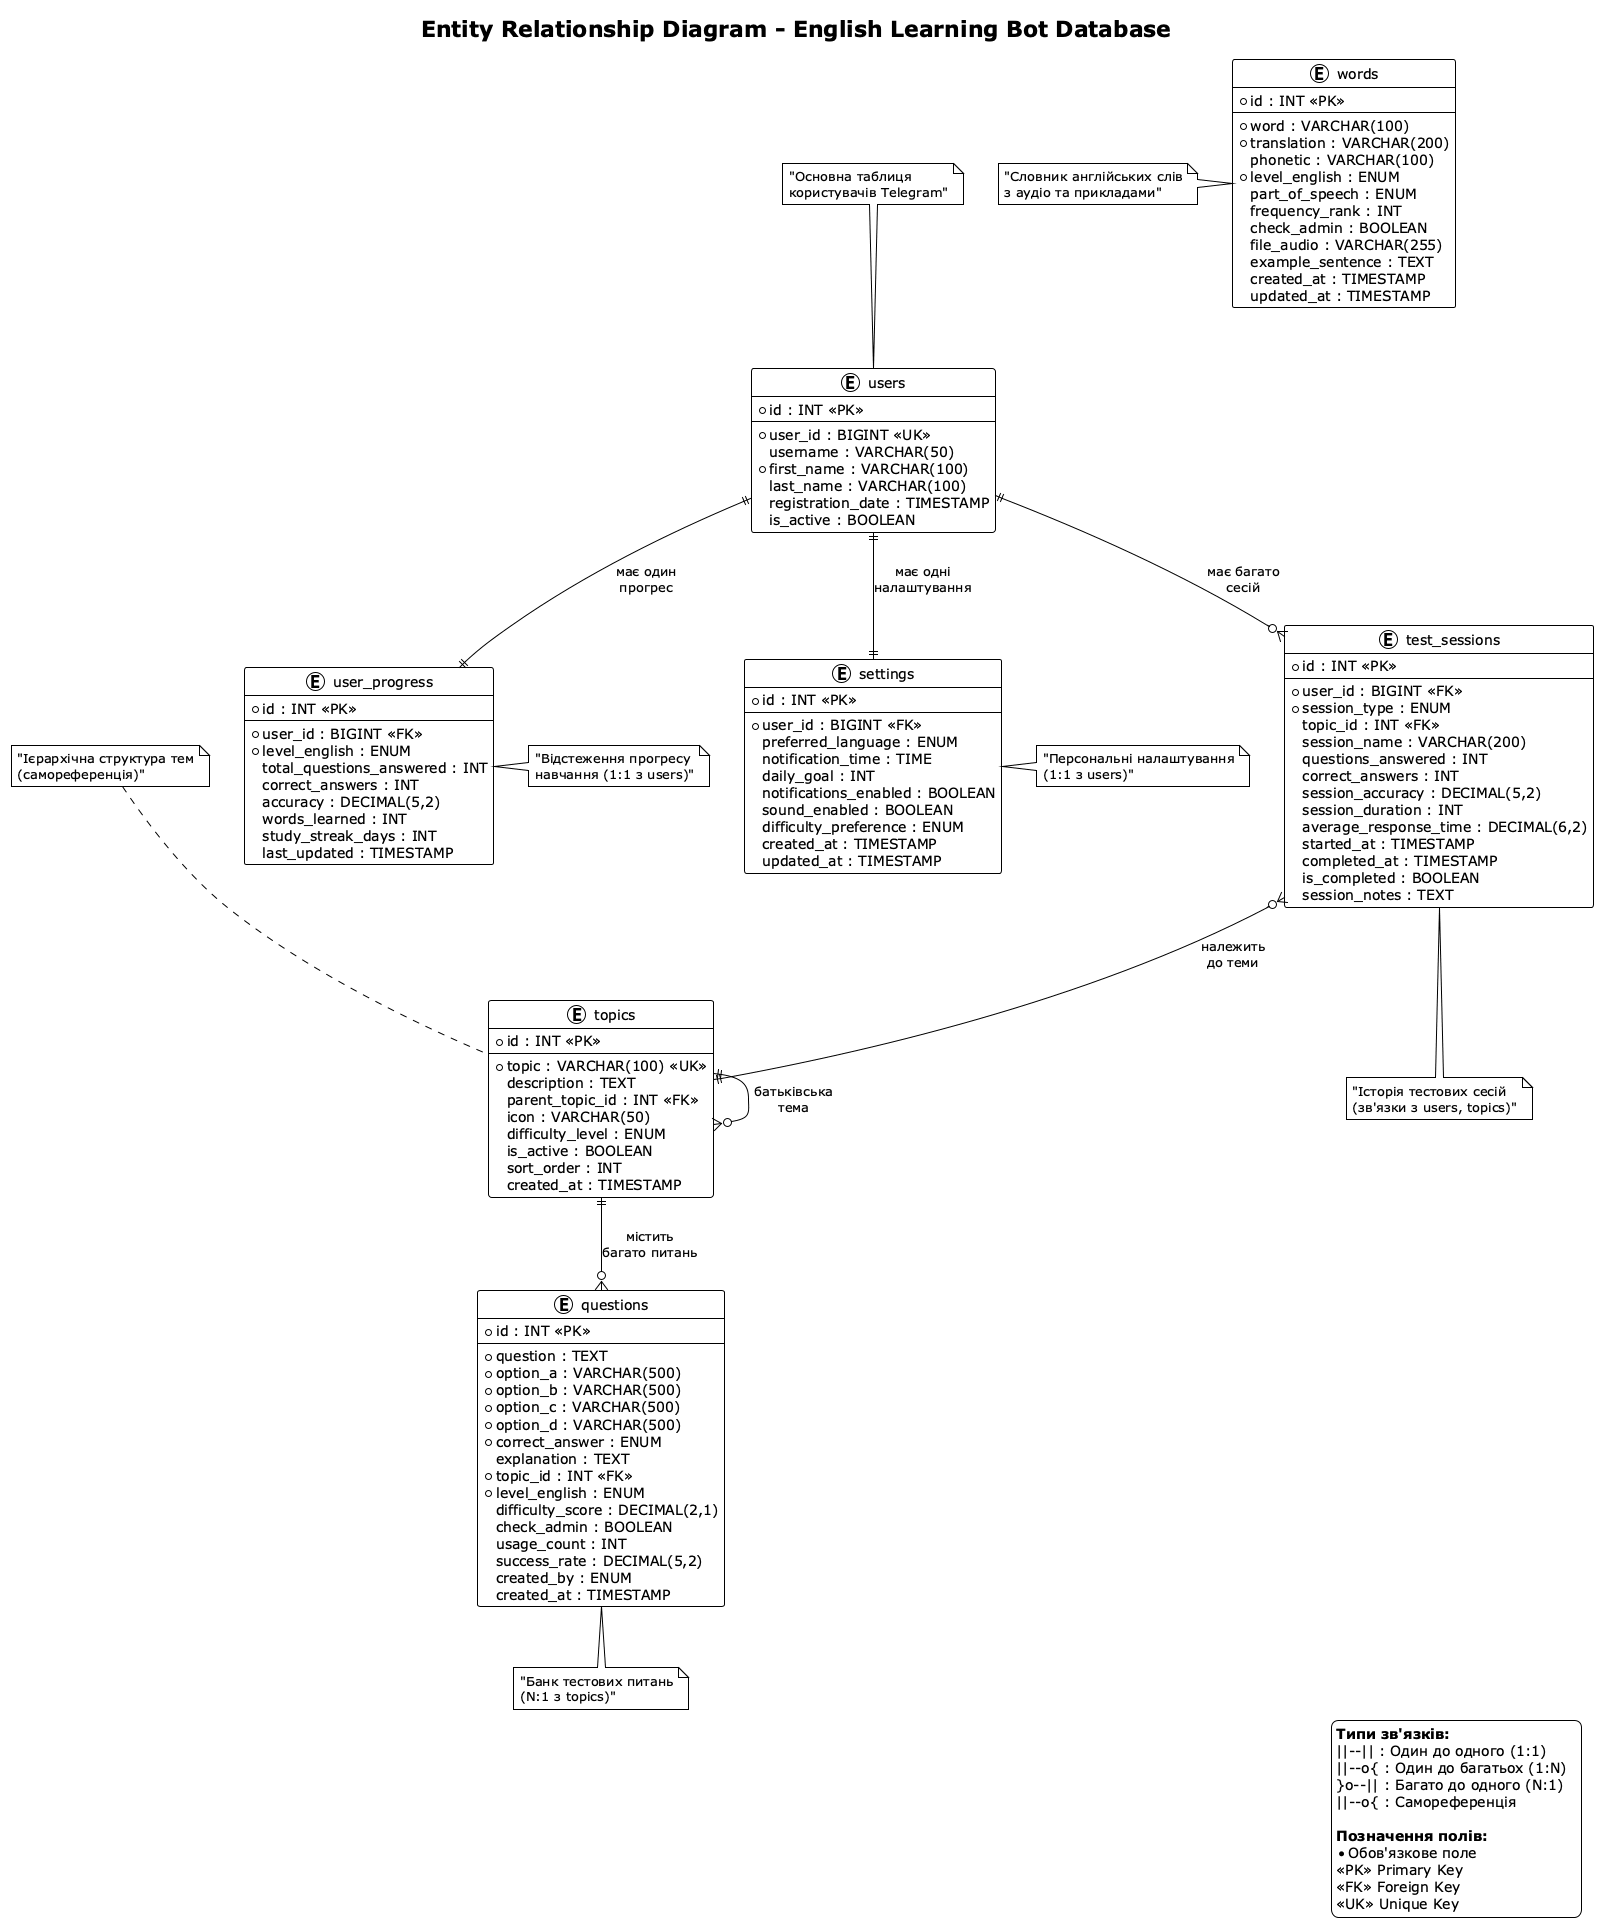 Entity Relationship Diagram - English Learning Bot Database
E words
id : INT «PK»
word : VARCHAR(100)
translation : VARCHAR(200)
phonetic : VARCHAR(100)
level_english : ENUM
part_of_speech : ENUM
frequency_rank : INT
check_admin : BOOLEAN
file_audio : VARCHAR(255)
example_sentence : TEXT
created_at : TIMESTAMP
updated_at : TIMESTAMP
"Основна таблиця
користувачів Telegram"
"Словник англійських слів
з аудіо та прикладами"
E users
id : INT «PK»
user_id : BIGINT «UK»
username : VARCHAR(50)
first_name : VARCHAR(100)
last_name : VARCHAR(100)
registration_date : TIMESTAMP
is_active : BOOLEAN
має один
прогрес
має одні
налаштування
має багато
сесій
E user_progress
id : INT «PK»
user_id : BIGINT «FK»
level_english : ENUM
total_questions_answered : INT
correct_answers : INT
accuracy : DECIMAL(5,2)
words_learned : INT
study_streak_days : INT
last_updated : TIMESTAMP
"Відстеження прогресу
навчання (1:1 з users)"
E settings
id : INT «PK»
user_id : BIGINT «FK»
preferred_language : ENUM
notification_time : TIME
daily_goal : INT
notifications_enabled : BOOLEAN
sound_enabled : BOOLEAN
difficulty_preference : ENUM
created_at : TIMESTAMP
updated_at : TIMESTAMP
"Персональні налаштування
(1:1 з users)"
E test_sessions
id : INT «PK»
user_id : BIGINT «FK»
session_type : ENUM
topic_id : INT «FK»
session_name : VARCHAR(200)
questions_answered : INT
correct_answers : INT
session_accuracy : DECIMAL(5,2)
session_duration : INT
average_response_time : DECIMAL(6,2)
started_at : TIMESTAMP
completed_at : TIMESTAMP
is_completed : BOOLEAN
session_notes : TEXT
"Ієрархічна структура тем
(самореференція)"
належить
до теми
E topics
id : INT «PK»
topic : VARCHAR(100) «UK»
description : TEXT
parent_topic_id : INT «FK»
icon : VARCHAR(50)
difficulty_level : ENUM
is_active : BOOLEAN
sort_order : INT
created_at : TIMESTAMP
батьківська
тема
"Історія тестових сесій
(зв'язки з users, topics)"
містить
багато питань
E questions
id : INT «PK»
question : TEXT
option_a : VARCHAR(500)
option_b : VARCHAR(500)
option_c : VARCHAR(500)
option_d : VARCHAR(500)
correct_answer : ENUM
explanation : TEXT
topic_id : INT «FK»
level_english : ENUM
difficulty_score : DECIMAL(2,1)
check_admin : BOOLEAN
usage_count : INT
success_rate : DECIMAL(5,2)
created_by : ENUM
created_at : TIMESTAMP
"Банк тестових питань
(N:1 з topics)"
Типи зв'язків:
||--|| : Один до одного (1:1)
||--o{ : Один до багатьох (1:N)
}o--|| : Багато до одного (N:1)
||--o{ : Самореференція
Позначення полів:
• Обов'язкове поле
«PK» Primary Key
«FK» Foreign Key
«UK» Unique Key